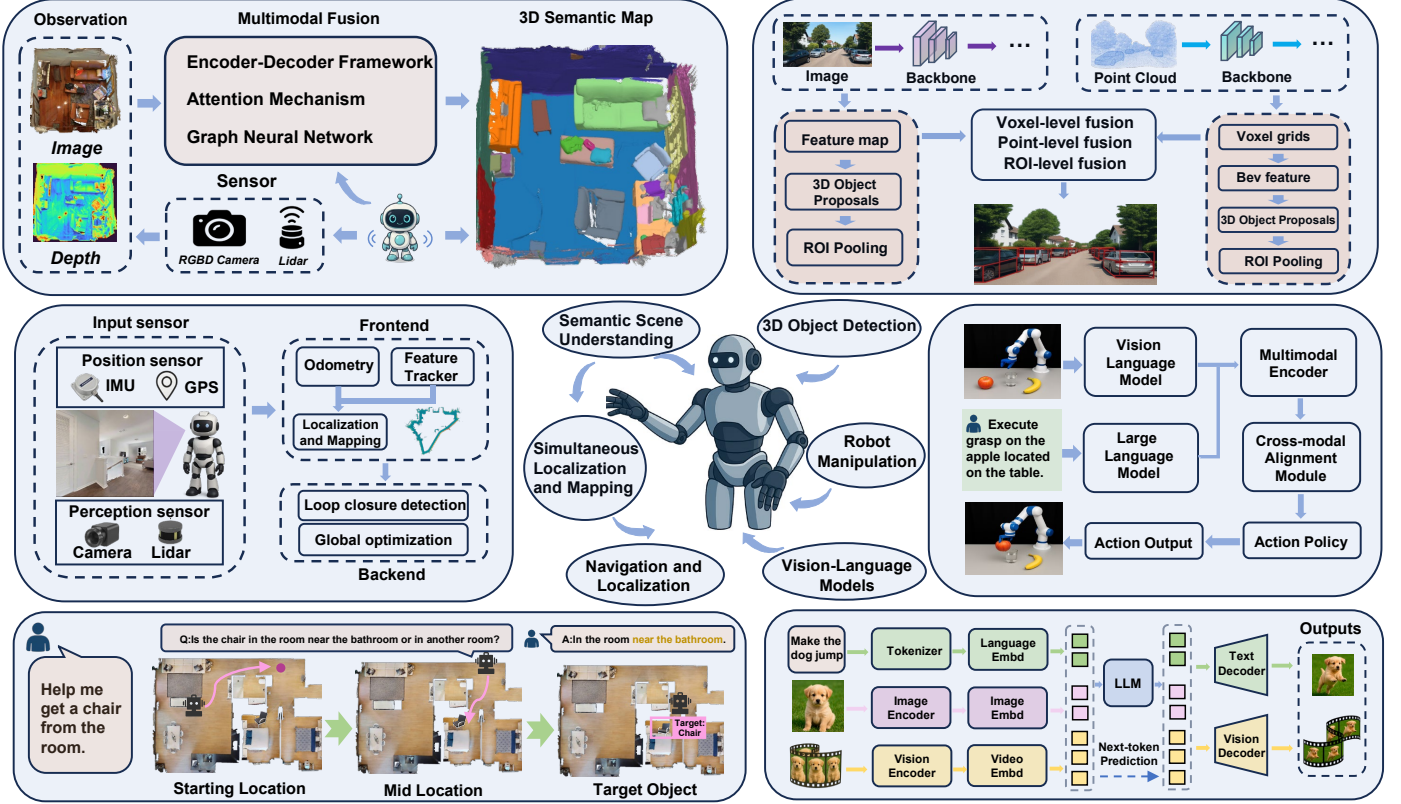 Observation
Multimodal Fusion
3D Semantic Map
Encoder-Decoder Framework
Attention Mechanism
Graph Neural Network
Image
Depth
Sensor
RGBD Camera
Lidar
Image
Backbone
...
Point Cloud
Backbone
...
Feature map
3D Object
Proposals
ROI Pooling
Voxel-level fusion
Point-level fusion
ROI-level fusion
Voxel grids
Bev feature
3D Object Proposals
ROI Pooling
Input sensor
Position sensor
IMU
GPS
Perception sensor
Camera
Lidar
Frontend
Odometry
Feature
Tracker
Localization
and Mapping
Loop closure detection
Global optimization
Backend
Semantic Scene
Understanding
3D Object Detection
Simultaneous
Localization
and Mapping
Robot
Manipulation
Navigation and
Localization
Vision-Language
Models
Vision
Language
Model
Multimodal
Encoder
Execute
grasp on the
apple located
on the table.
Large
Language
Model
Cross-modal
Alignment
Module
Action Output
Action Policy
Help me
get a chair
from the
room.
Q:Is the chair in the room near the bathroom or in another room?
A:In the room near the bathroom.
Target:
Chair
Starting Location
Mid Location
Target Object
Make the
dog jump
Tokenizer
Language
Embd
Image
Encoder
Image
Embd
Vision
Encoder
Video
Embd
LLM
Next-token
Prediction
Text
Decoder
Vision
Decoder
Outputs